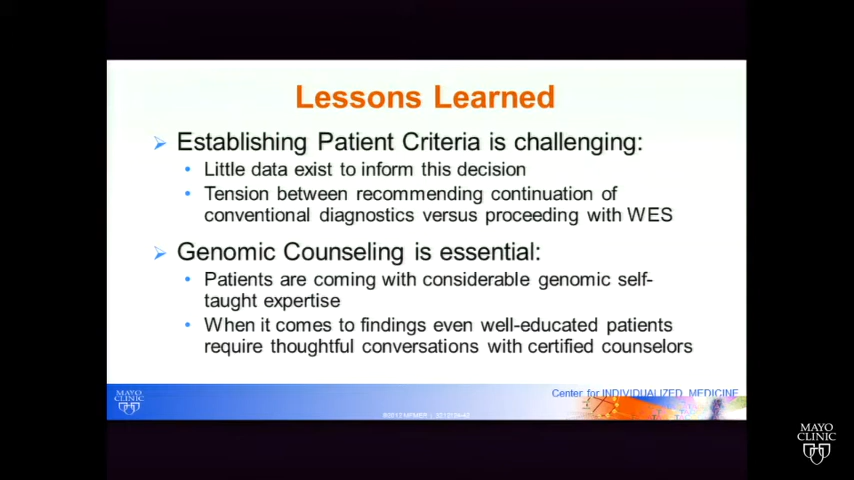 Lessons Learned
Establishing Patient Criteria is challenging:
Little data exist to inform this decision
Tension between recommending continuation of
conventional diagnostics versus proceeding with WES
Genomic Counseling is essential:
Patients are coming with considerable genomic self-
taught expertise
When it comes to findings even well-educated patients
require thoughtful conversations with certified counselors
MAYO
CLINIC
Center for INDIVIDUALIZED MEDICINE
MAYO
CLINIC